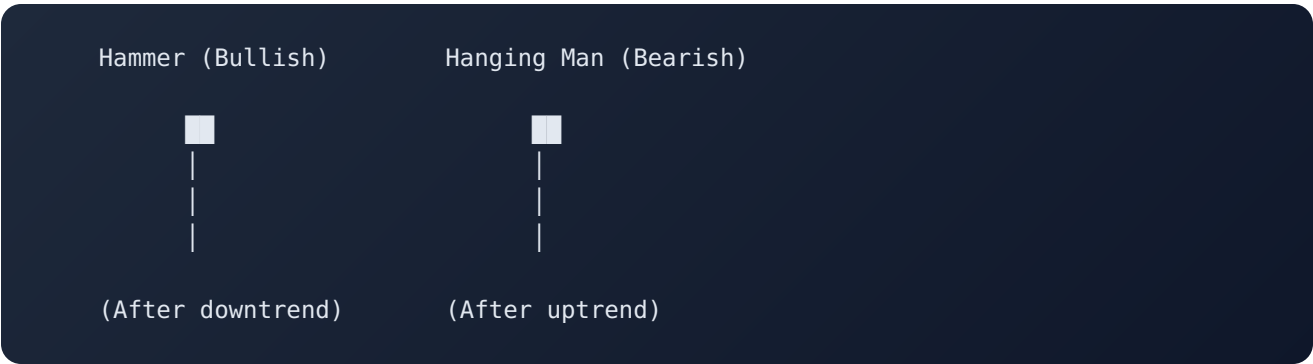 Hammer (Bullish)        Hanging Man (Bearish)
      ██                      ██
      │                       │
      │                       │
      │                       │
(After downtrend)       (After uptrend)